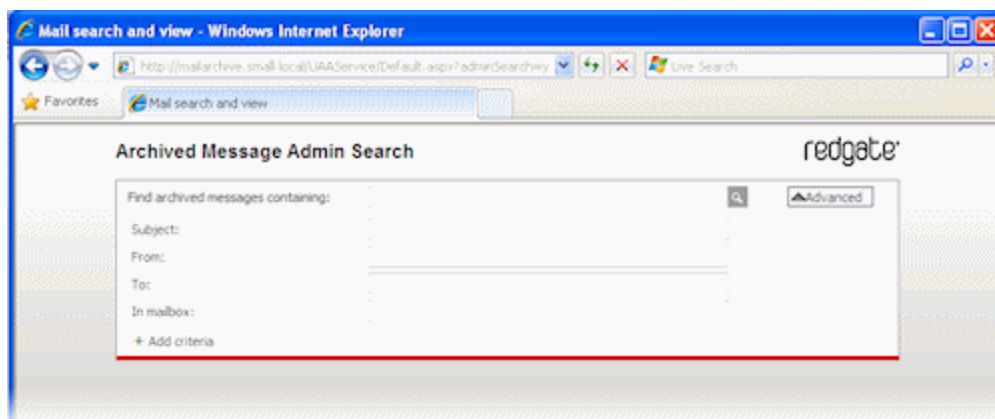 Mail search and view - Windows Internet Explorer
http://mailarchive.small.local/UAAService/Default.aspx?adminSearchwy
Live Search
Favorites
Mail search and view
Archived Message Admin Search
redgate
Find archived messages containing:
Advanced
Subject:
From:
To:
In mailbox:
+ Add criteria